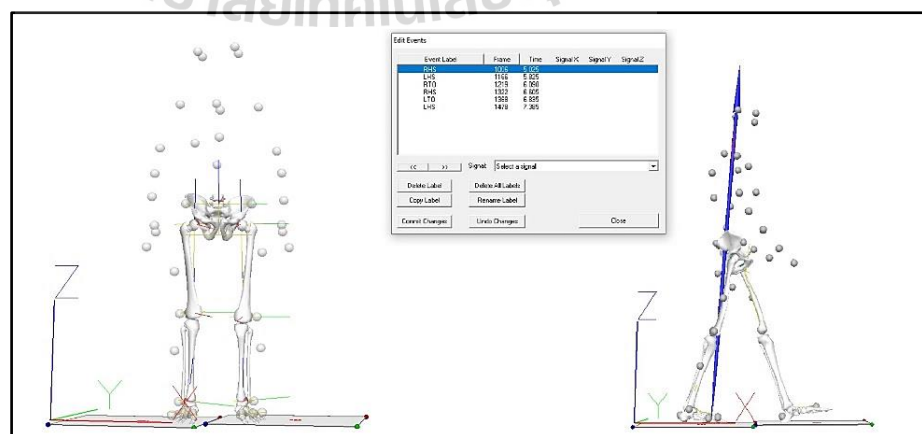 Edit Events
Event Label Frame Time Signal X Signal Y Signal Z
RHS 1006 5.025
LHS 1166 5.825
RTO 1219 6.090
RHS 1322 6.605
LTO 1368 6.835
LHS 1478 7.385
<< >> Signal: Select a signal
Delete Label Delete All Labels
Copy Label Rename Label
Commit Changes Undo Changes Close
Z
Y
X
Z
Y
X